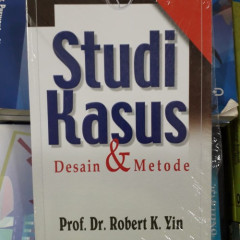 Studi
Kasus
Desain & Metode
Prof. Dr. Robert K. Yin